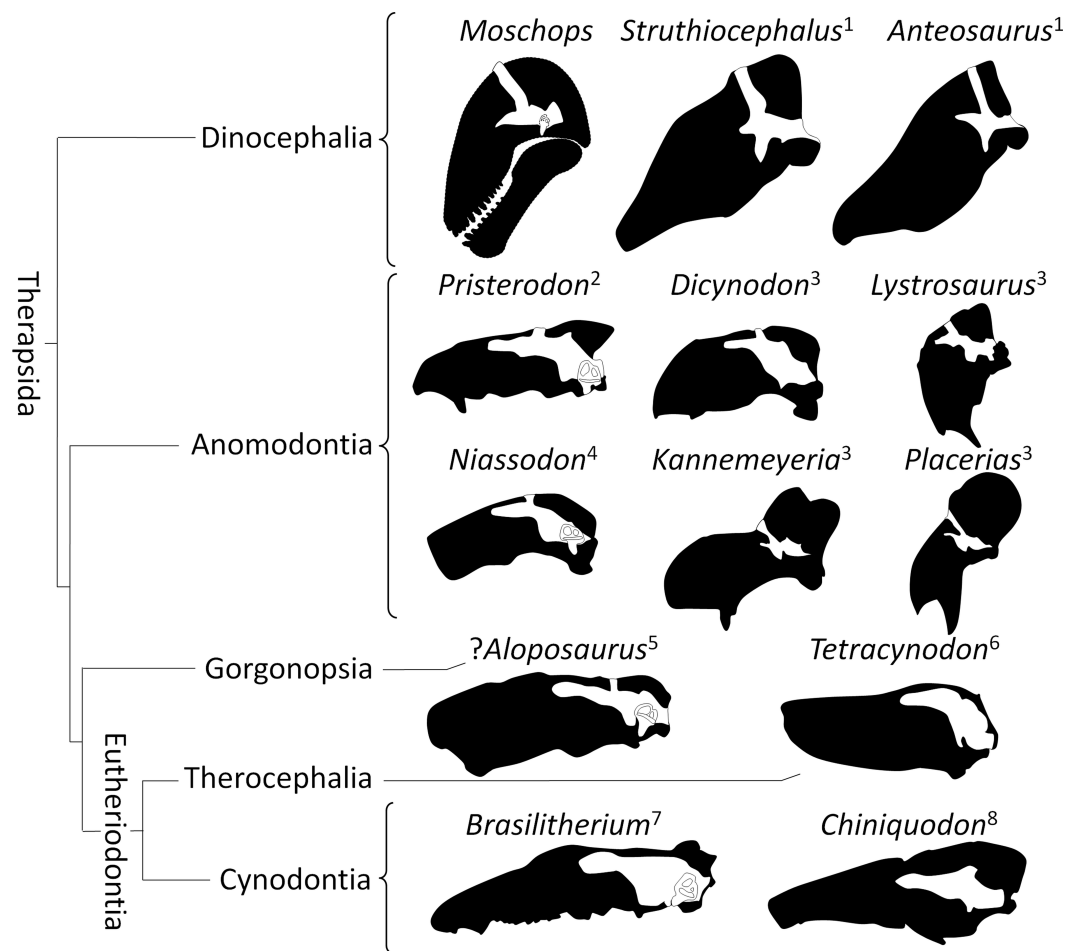 Moschops Struthiocephalus¹ Anteosaurus¹
Dinocephalia
Therapsida
Pristerodon² Dicynodon³ Lystrosaurus³
Anomodontia
Niassodon⁴ Kannemeyeria³ Placerias³
?Aloposaurus⁵ Tetracynodon⁶
Gorgonopsia
Eutheriodontia
Therocephalia
Brasilitherium⁷ Chiniquodon⁸
Cynodontia